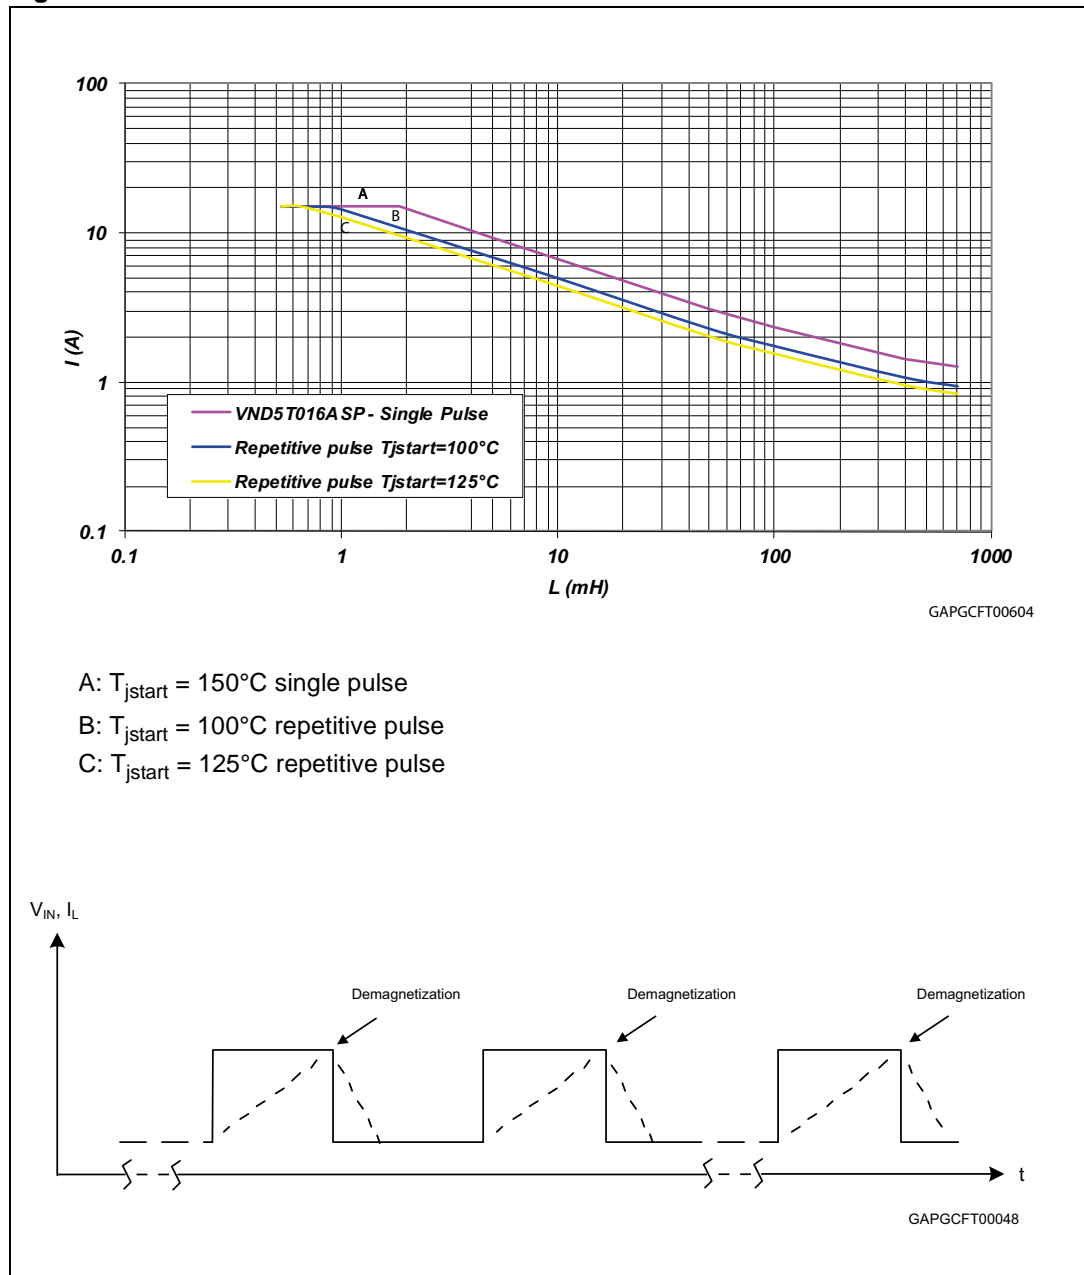 100
10
1
0.1
I (A)
A
B
C
VND5T016ASP - Single Pulse
Repetitive pulse Tjstart=100°C
Repetitive pulse Tjstart=125°C
0.1 1 10 100 1000
L (mH)
GAPGCFT00604
A: Tjstart = 150°C single pulse
B: Tjstart = 100°C repetitive pulse
C: Tjstart = 125°C repetitive pulse
VIN, IL
Demagnetization Demagnetization Demagnetization
t
GAPGCFT00048